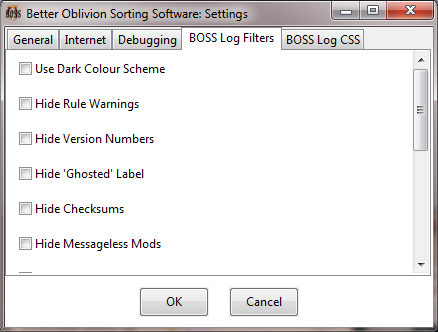 BOSS Better Oblivion Sorting Software: Settings
General Internet Debugging BOSS Log Filters BOSS Log CSS
Use Dark Colour Scheme
Hide Rule Warnings
Hide Version Numbers
Hide 'Ghosted' Label
Hide Checksums
Hide Messageless Mods
OK Cancel